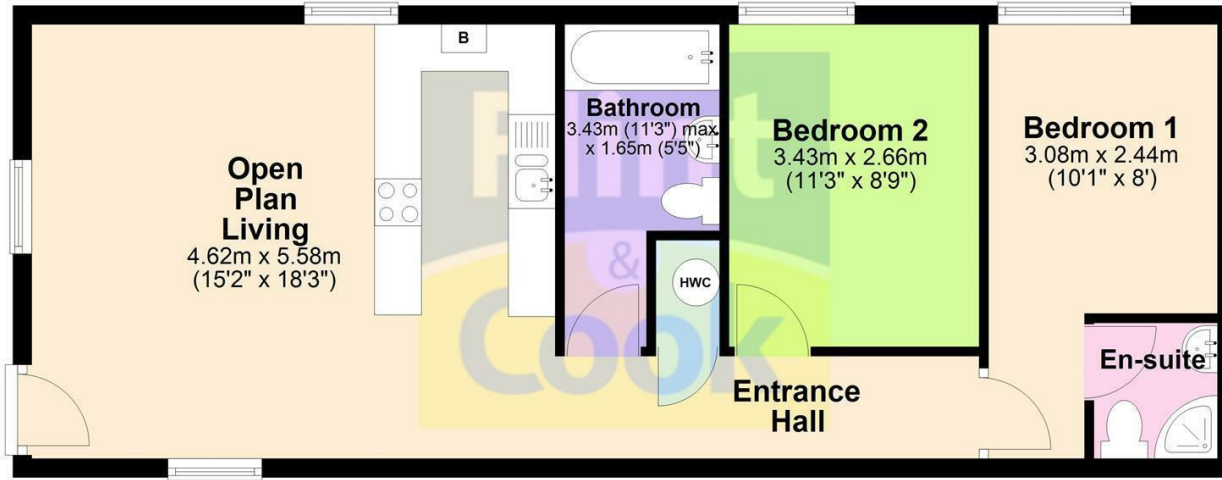 B
Open
Plan
Living
4.62m x 5.58m
(15'2" x 18'3")
Bathroom
3.43m (11'3") max
x 1.65m (5'5")
HWC
Bedroom 2
3.43m x 2.66m
(11'3" x 8'9")
Bedroom 1
3.08m x 2.44m
(10'1" x 8')
En-suite
Entrance
Hall
Flint
&
Cook